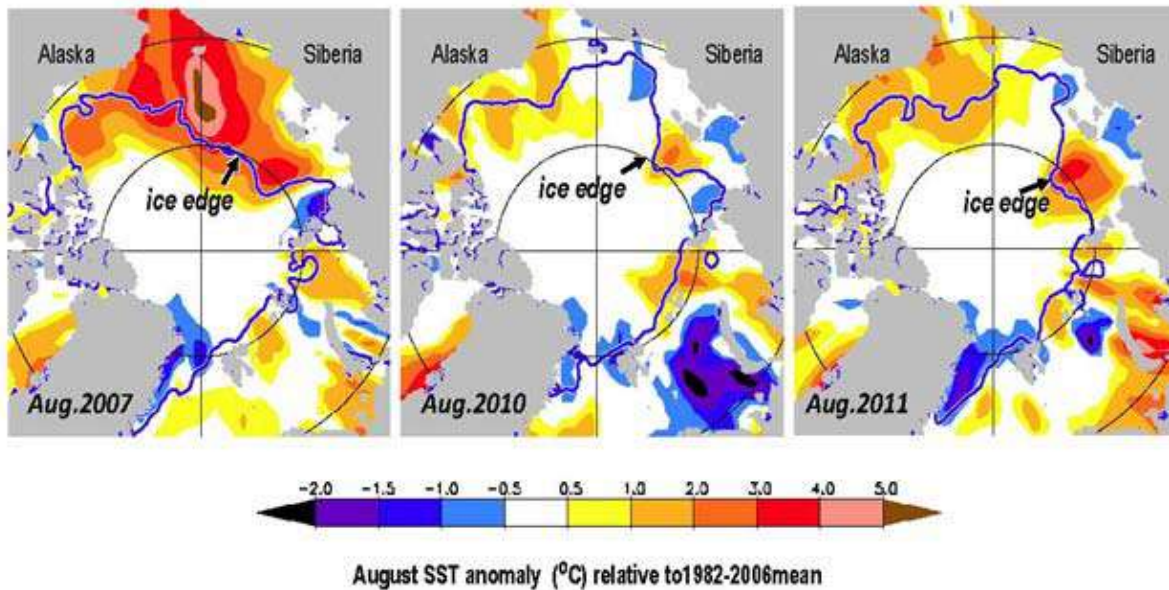 Alaska Siberia
ice edge
Aug.2007
Alaska Siberia
ice edge
Aug.2010
Alaska Siberia
ice edge
Aug.2011
-2.0 -1.5 -1.0 -0.5 0.5 1.0 2.0 3.0 4.0 5.0
August SST anomaly (⁰C) relative to1982-2006mean